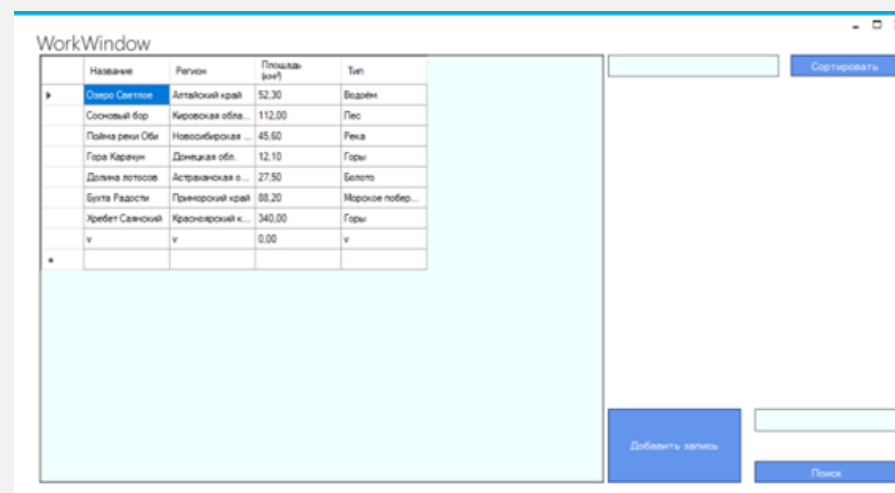 WorkWindow
Название Регион Площадь (км²) Тип
Сортировать
Озеро Светлое Алтайский край 52,30 Водоём
Сосновый бор Кировская обла... 112,00 Лес
Пойма реки Оби Новосибирская ... 45,60 Река
Гора Карачун Донецкая обл. 12,10 Горы
Долина лотосов Астраханская о... 27,50 Болото
Бухта Радости Приморский край 88,20 Морское побер...
Хребет Саянский Красноярский к... 340,00 Горы
v v 0,00 v
Добавить запись
Поиск